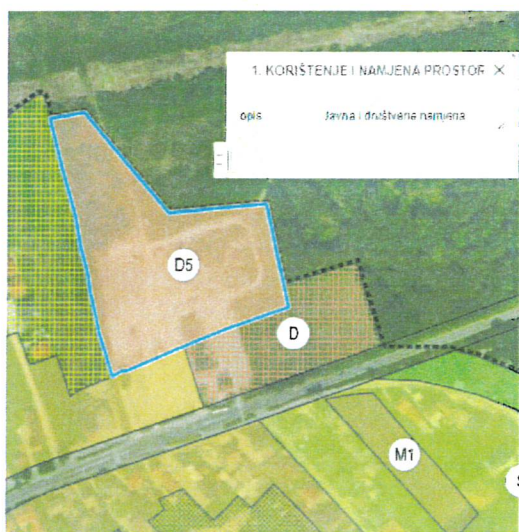 1. KORIŠTENJE I NAMJENA PROSTOR ×
opis Javna i društvena namjena
D5
D
M1